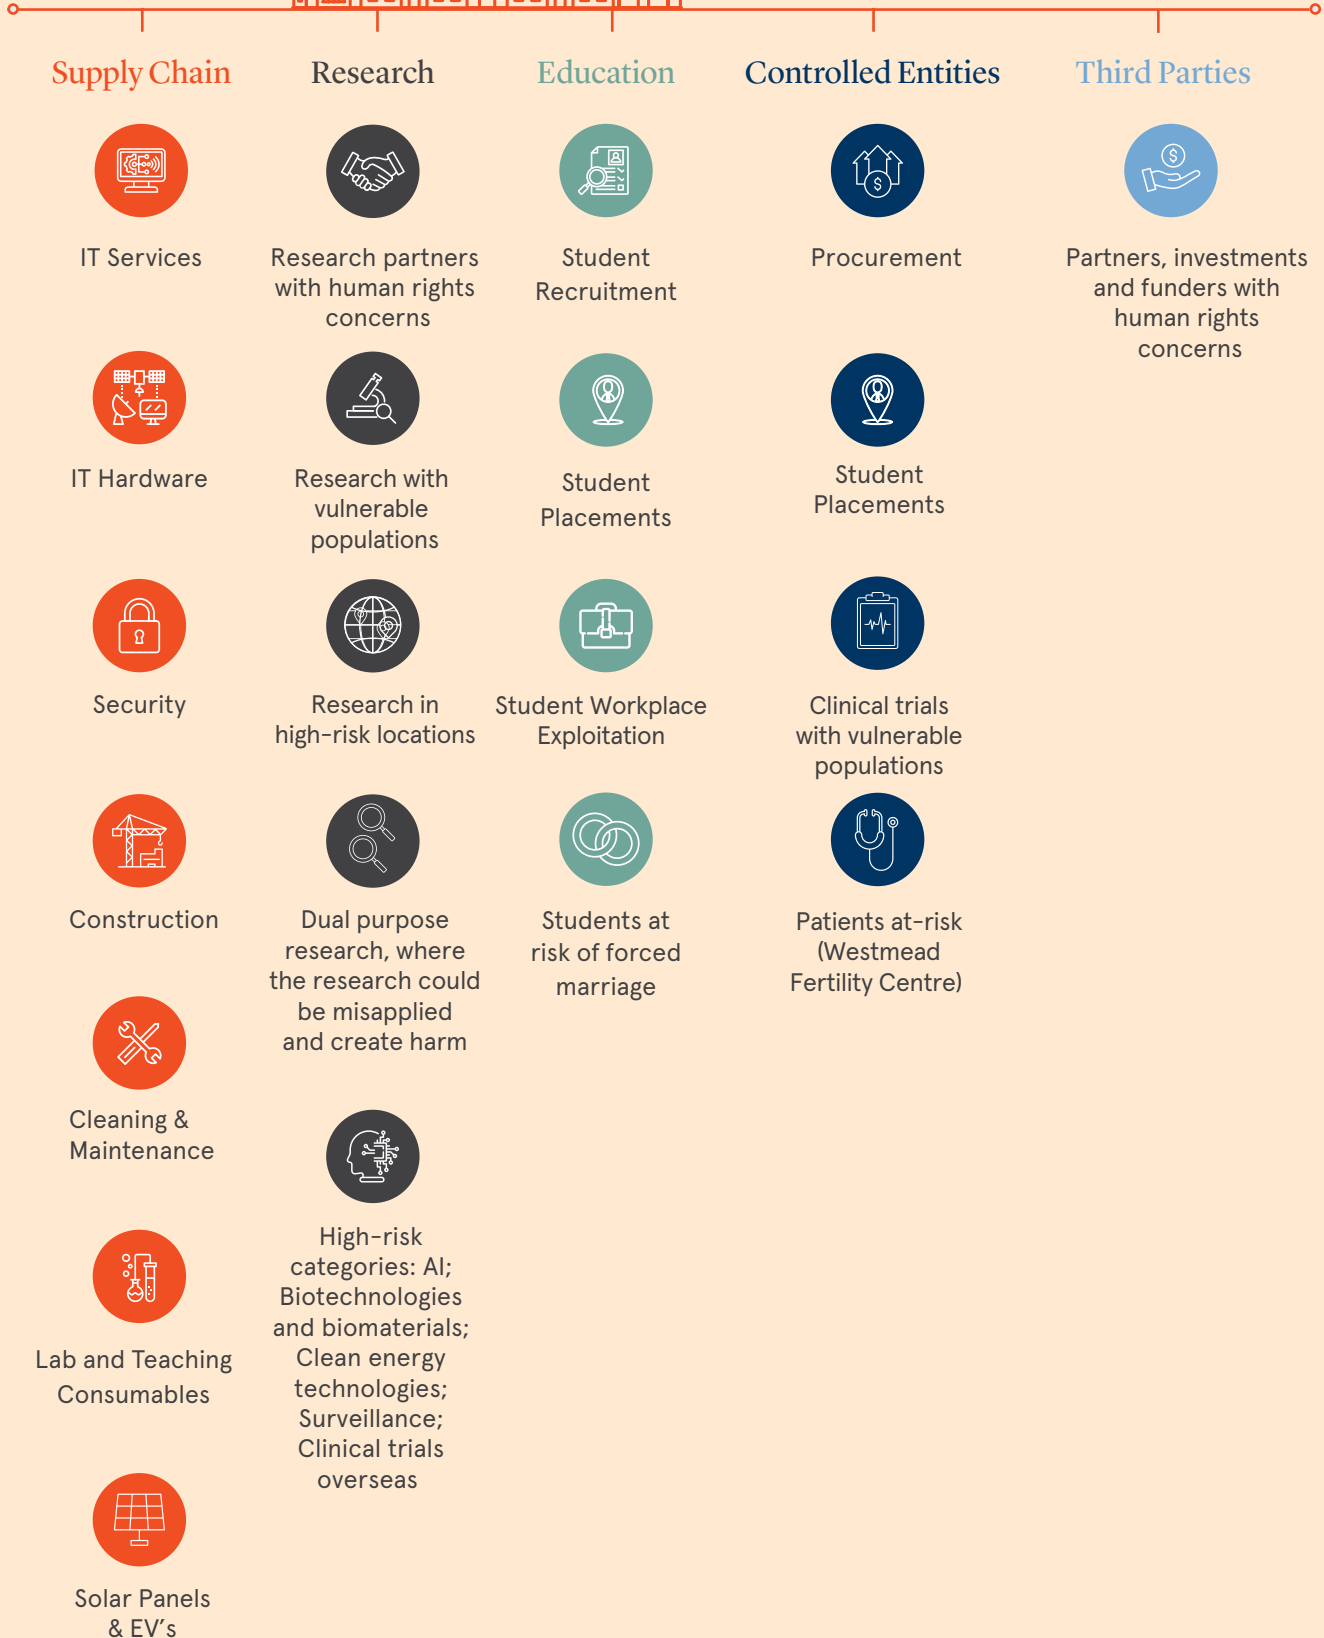 Supply Chain
IT Services
IT Hardware
Security
Construction
Cleaning &
Maintenance
Lab and Teaching
Consumables
Solar Panels
& EV's
Research
Research partners
with human rights
concerns
Research with
vulnerable
populations
Research in
high-risk locations
Dual purpose
research, where
the research could
be misapplied
and create harm
High-risk
categories: AI;
Biotechnologies
and biomaterials;
Clean energy
technologies;
Surveillance;
Clinical trials
overseas
Education
Student
Recruitment
Student
Placements
Student Workplace
Exploitation
Students at
risk of forced
marriage
Controlled Entities
Procurement
Student
Placements
Clinical trials
with vulnerable
populations
Patients at-risk
(Westmead
Fertility Centre)
Third Parties
Partners, investments
and funders with
human rights
concerns